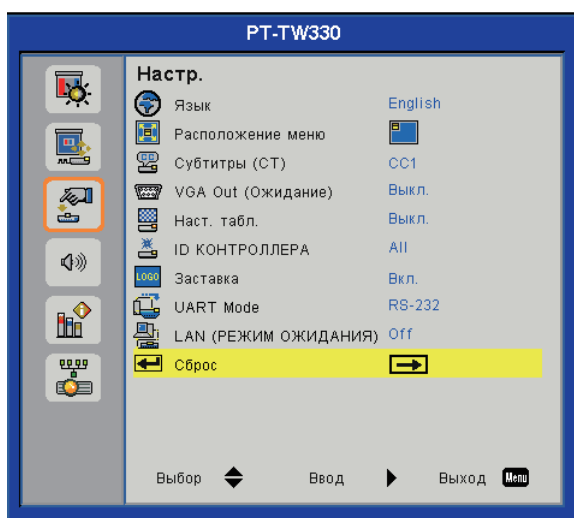 PT-TW330
Настр.
Язык English
Расположение меню
Субтитры (CT) CC1
VGA Out (Ожидание) Выкл.
Наст. табл. Выкл.
ID КОНТРОЛЛЕРА All
LOGO Заставка Вкл.
UART Mode RS-232
LAN (РЕЖИМ ОЖИДАНИЯ) Off
Сброс
Выбор Ввод Выход Menu